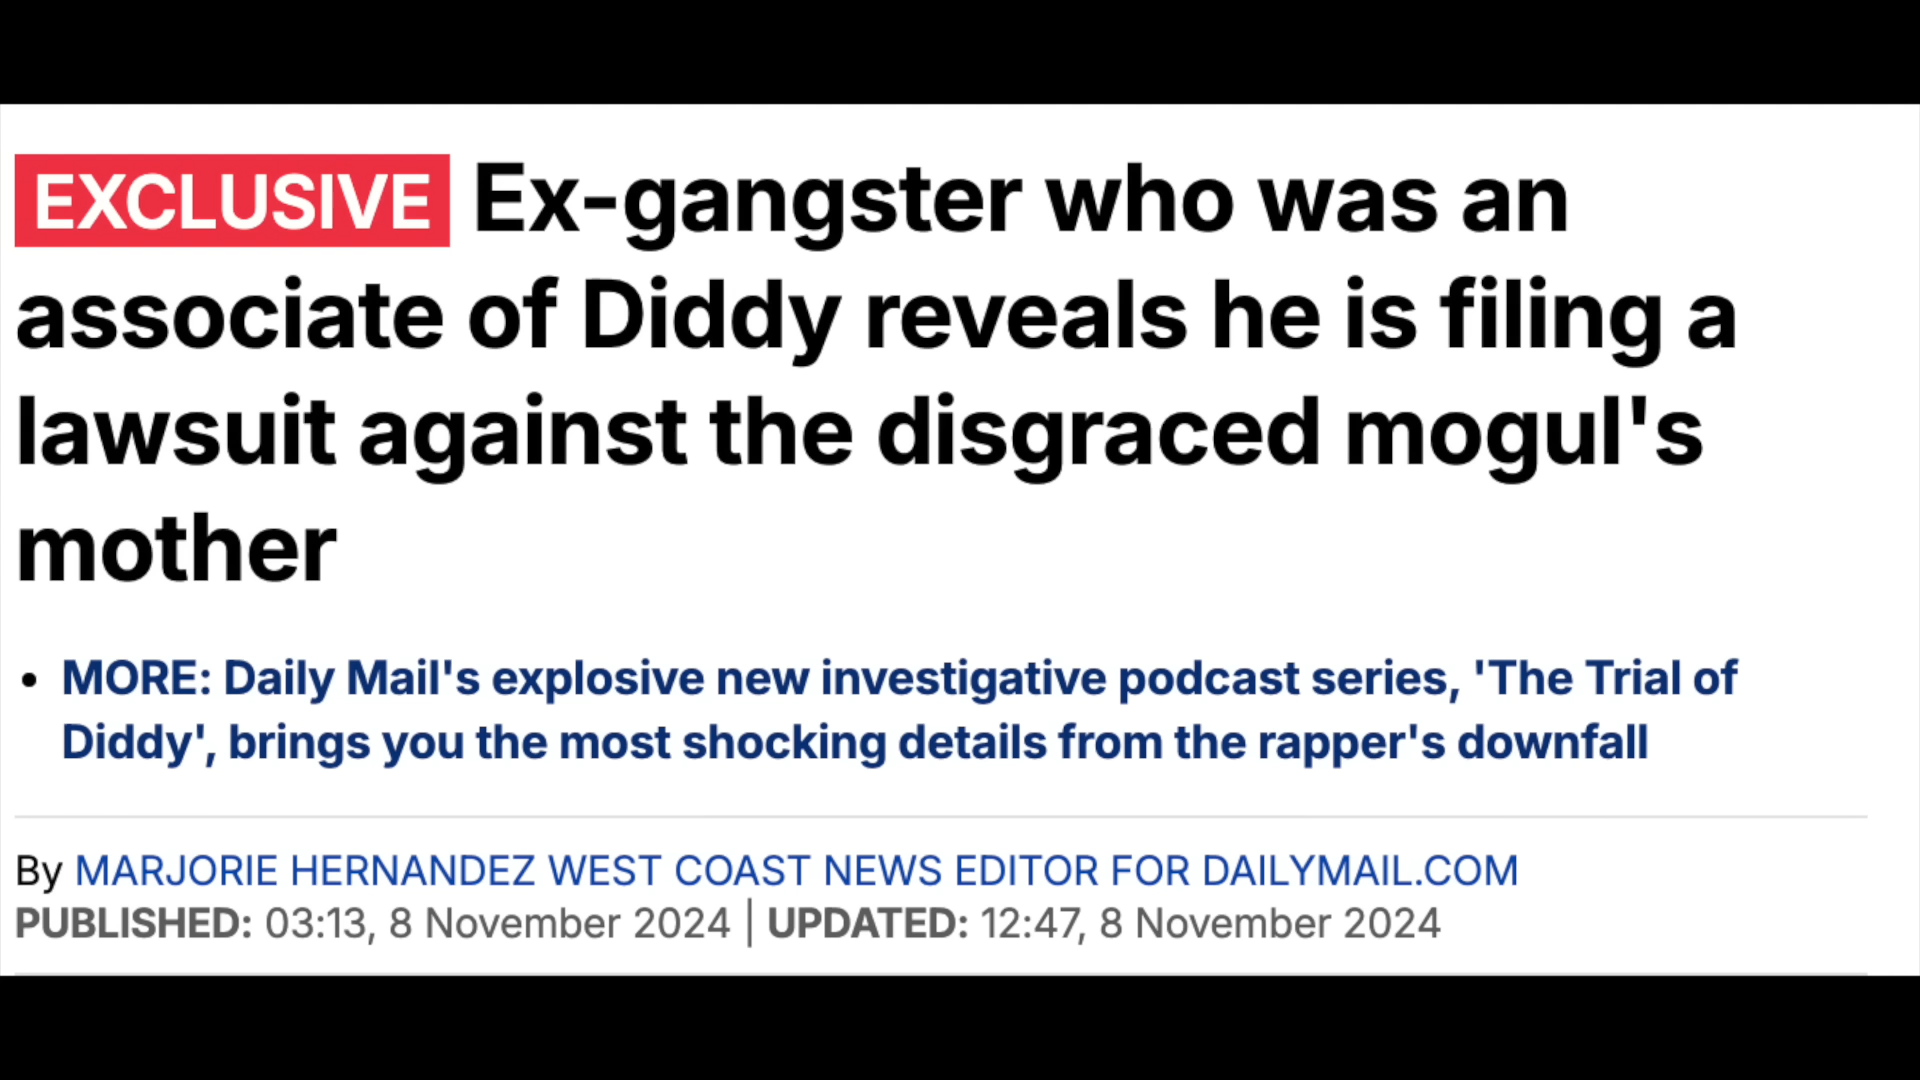 EXCLUSIVE Ex-gangster who was an
associate of Diddy reveals he is filing a
lawsuit against the disgraced mogul's
mother
• MORE: Daily Mail's explosive new investigative podcast series, 'The Trial of
Diddy', brings you the most shocking details from the rapper's downfall
By MARJORIE HERNANDEZ WEST COAST NEWS EDITOR FOR DAILYMAIL.COM
PUBLISHED: 03:13, 8 November 2024 | UPDATED: 12:47, 8 November 2024